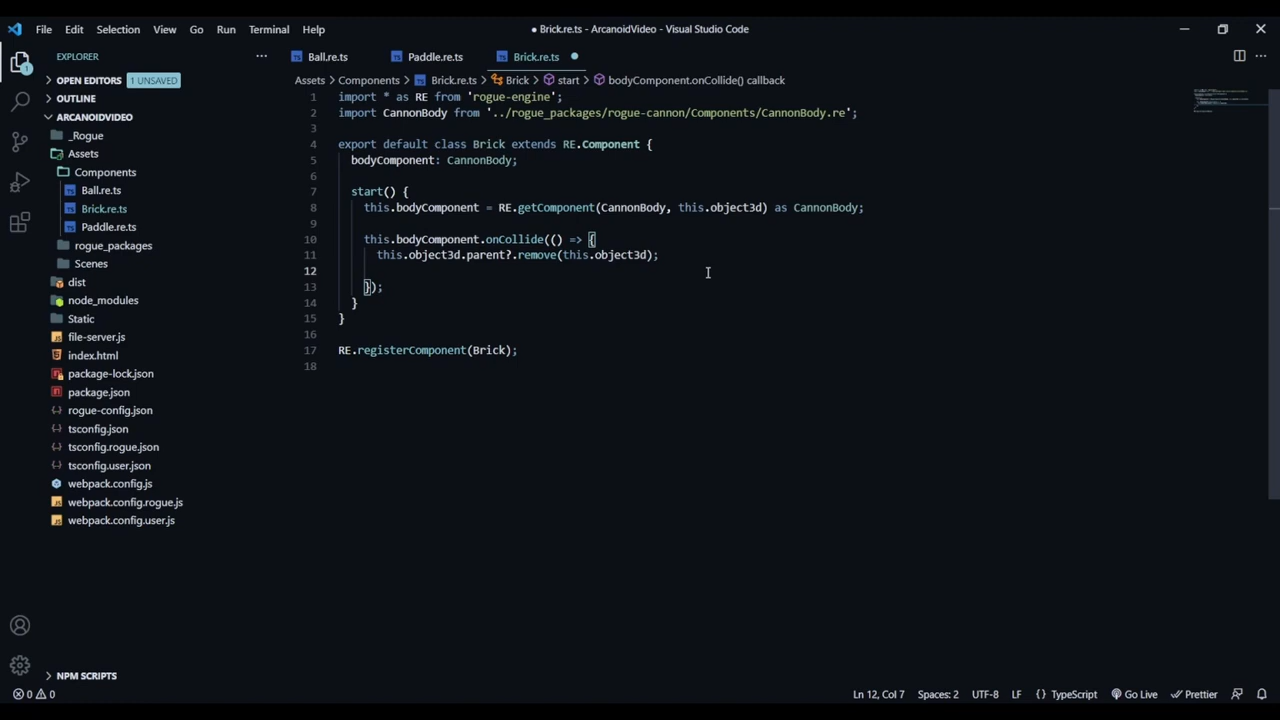 File Edit Selection View Go Run Terminal Help
● Brick.re.ts - ArcanoidVideo - Visual Studio Code
EXPLORER
Ball.re.ts
Paddle.re.ts
Brick.re.ts
OPEN EDITORS 1 UNSAVED
OUTLINE
ARCANOIDVIDEO
_Rogue
Assets
Components
Ball.re.ts
Brick.re.ts
Paddle.re.ts
rogue_packages
Scenes
dist
node_modules
Static
file-server.js
index.html
package-lock.json
package.json
rogue-config.json
tsconfig.json
tsconfig.rogue.json
tsconfig.user.json
webpack.config.js
webpack.config.rogue.js
webpack.config.user.js
NPM SCRIPTS
1
Assets > Components > Brick.re.ts > Brick > start > bodyComponent.onCollide() callback
1 import * as RE from 'rogue-engine';
2 import CannonBody from '../rogue_packages/rogue-cannon/Components/CannonBody.re';
3
4 export default class Brick extends RE.Component {
5 bodyComponent: CannonBody;
6
7 start() {
8 this.bodyComponent = RE.getComponent(CannonBody, this.object3d) as CannonBody;
9
10 this.bodyComponent.onCollide(() => {
11 this.object3d.parent?.remove(this.object3d);
12
13 });
14 }
15 }
16
17 RE.registerComponent(Brick);
18
0 0
Ln 12, Col 7 Spaces: 2 UTF-8 LF {} TypeScript Go Live Prettier